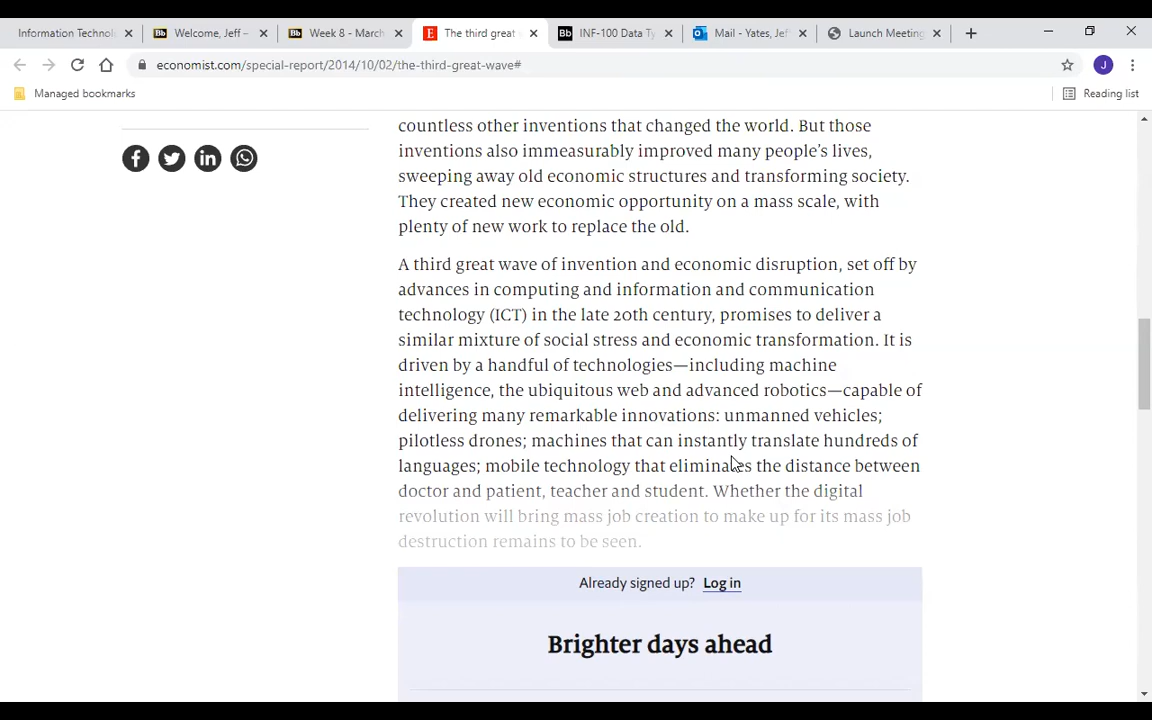 Information Technol
Welcome, Jeff –
Week 8 - March
The third great
INF-100 Data Ty
Mail - Yates, Jef
Launch Meeting
economist.com/special-report/2014/10/02/the-third-great-wave#
J
Managed bookmarks
Reading list
countless other inventions that changed the world. But those
inventions also immeasurably improved many people's lives,
sweeping away old economic structures and transforming society.
They created new economic opportunity on a mass scale, with
plenty of new work to replace the old.
A third great wave of invention and economic disruption, set off by
advances in computing and information and communication
technology (ICT) in the late 20th century, promises to deliver a
similar mixture of social stress and economic transformation. It is
driven by a handful of technologies—including machine
intelligence, the ubiquitous web and advanced robotics—capable of
delivering many remarkable innovations: unmanned vehicles;
pilotless drones; machines that can instantly translate hundreds of
languages; mobile technology that eliminates the distance between
doctor and patient, teacher and student. Whether the digital
revolution will bring mass job creation to make up for its mass job
destruction remains to be seen.
Already signed up? Log in
Brighter days ahead